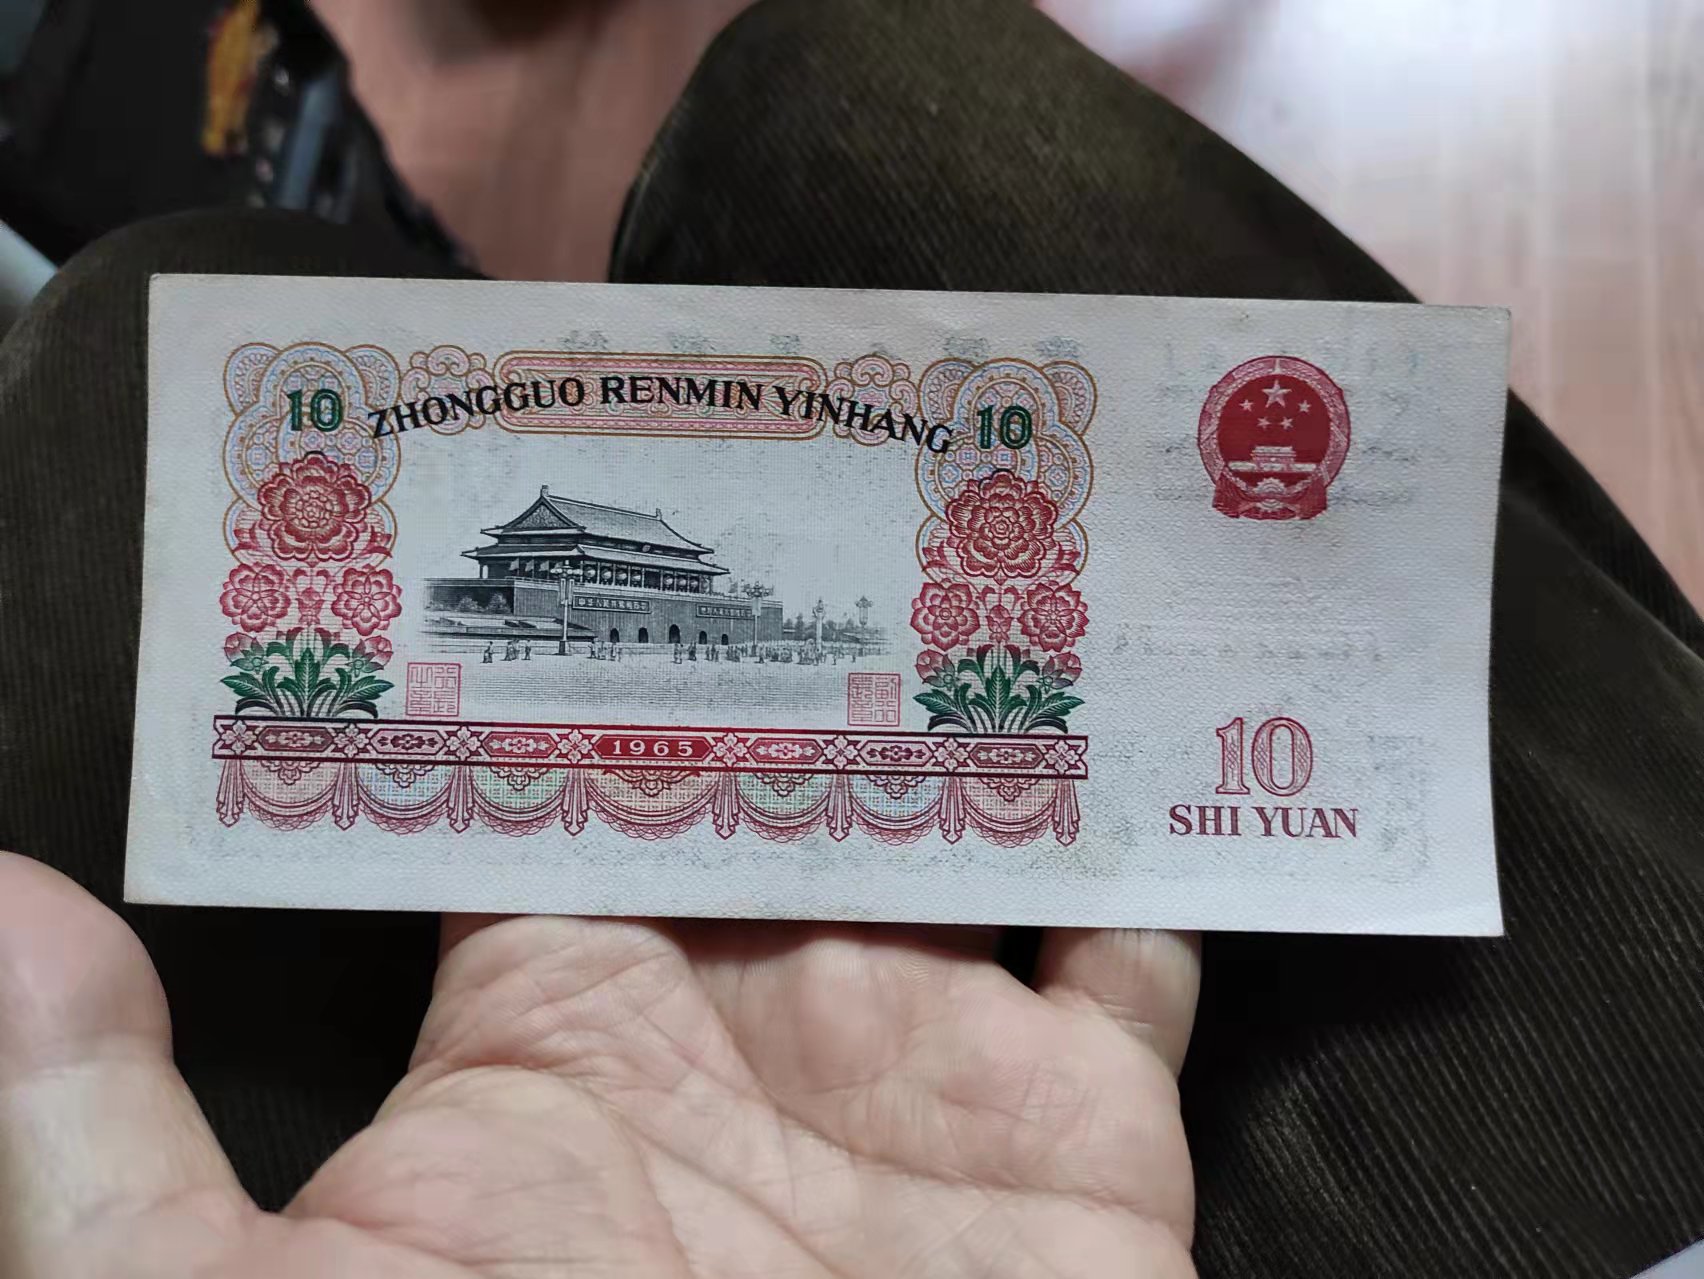 10 ZHONGGUO RENMIN YINHANG 10
1965
10
SHI YUAN